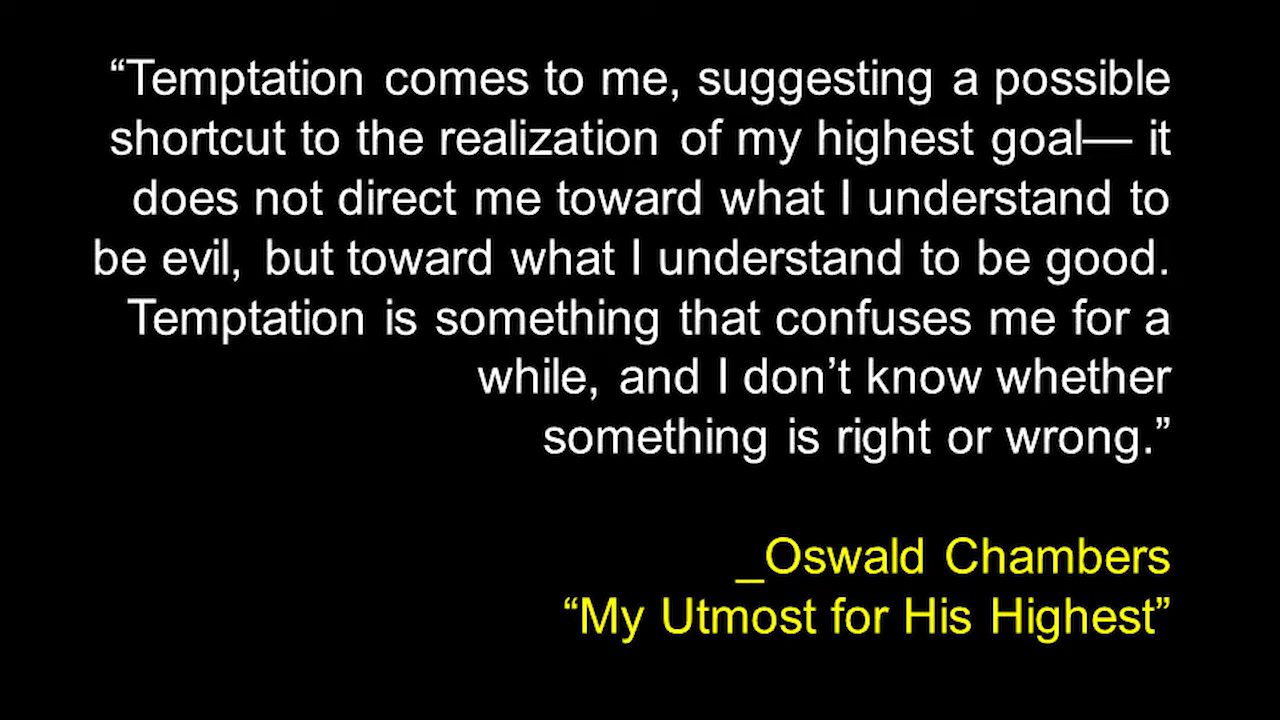 “Temptation comes to me, suggesting a possible
shortcut to the realization of my highest goal— it
does not direct me toward what I understand to
be evil, but toward what I understand to be good.
Temptation is something that confuses me for a
while, and I don’t know whether
something is right or wrong.”
_Oswald Chambers
“My Utmost for His Highest”